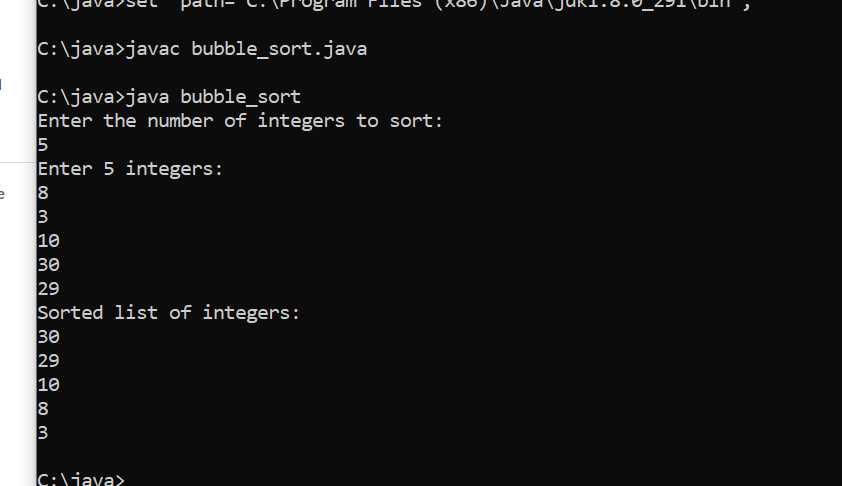 C:\java>set path="C:\Program Files (x86)\Java\jdk1.8.0_291\bin";
C:\java>javac bubble_sort.java
C:\java>java bubble_sort
Enter the number of integers to sort:
5
Enter 5 integers:
8
3
10
30
29
Sorted list of integers:
30
29
10
8
3
C:\java>